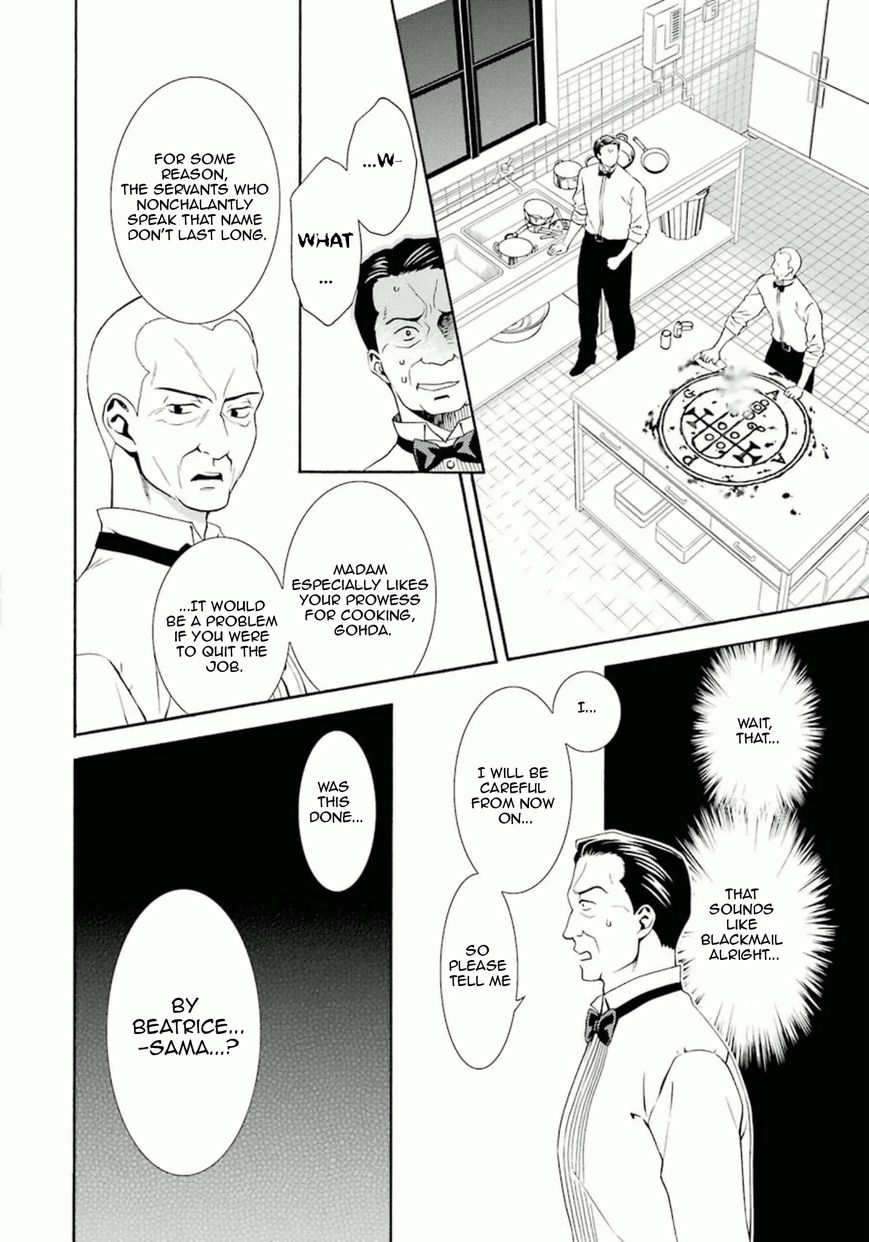 ...W-
WHAT
...
FOR SOME
REASON,
THE SERVANTS WHO
NONCHALANTLY
SPEAK THAT NAME
DON'T LAST LONG.
G
A
P
A
MADAM
ESPECIALLY LIKES
YOUR PROWESS
FOR COOKING,
GOHDA.
...IT WOULD
BE A PROBLEM
IF YOU WERE
TO QUIT THE
JOB.
WAIT,
THAT...
THAT
SOUNDS
LIKE
BLACKMAIL
ALRIGHT...
I...
I WILL BE
CAREFUL
FROM NOW
ON...
SO
PLEASE
TELL ME
WAS
THIS
DONE...
BY
BEATRICE...
-SAMA...?